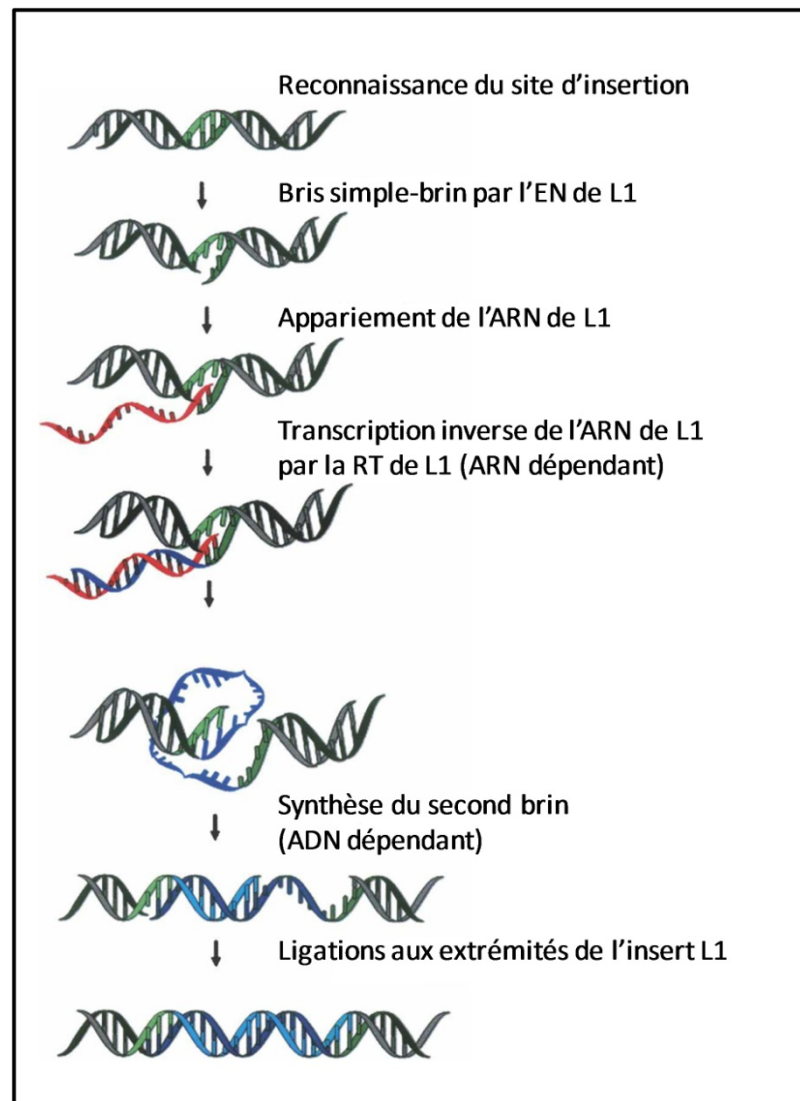 Reconnaissance du site d’insertion
Bris simple-brin par l’EN de L1
Appariement de l’ARN de L1
Transcription inverse de l’ARN de L1
par la RT de L1 (ARN dépendant)
Synthèse du second brin
(ADN dépendant)
Ligations aux extrémités de l’insert L1